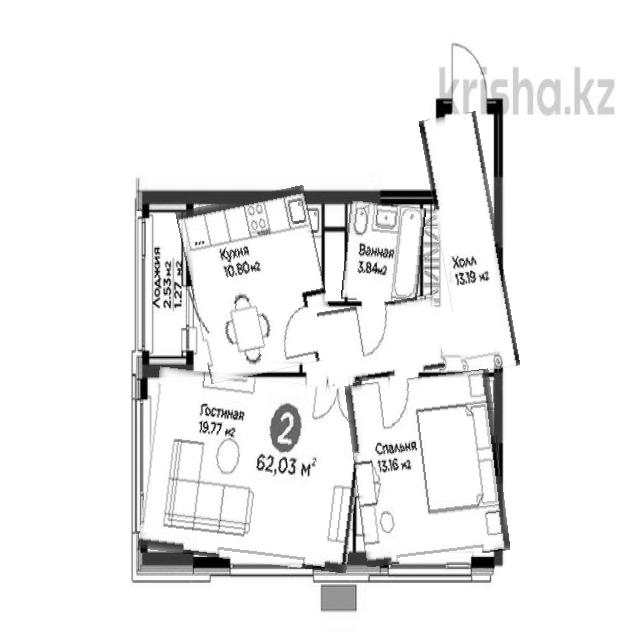 krisha.kz
Кухня
10.80 м2
Ванная
3.84 м2
Холл
13.19 м2
Лоджия
2.53 м2
1.27 м2
Гостиная
19.77 м2
2
62,03 м²
Спальня
13.16 м2